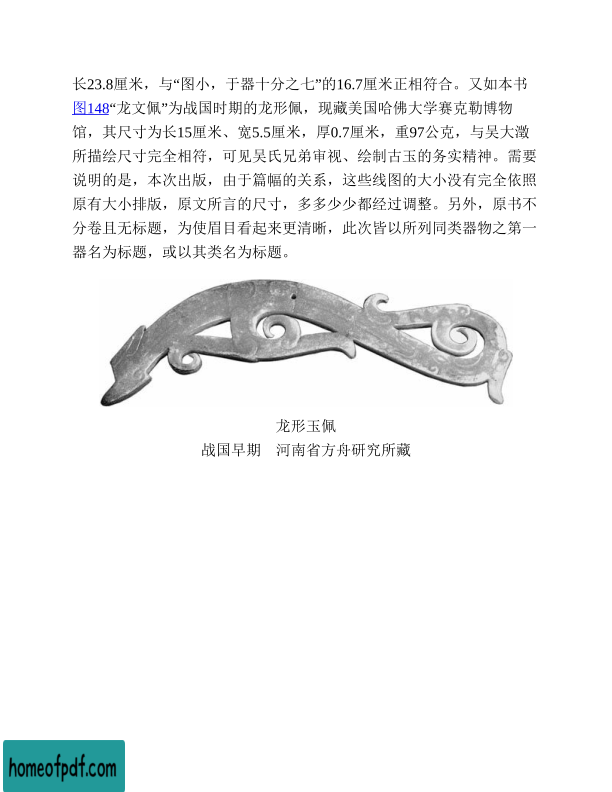 长23.8厘米，与“图小，于器十分之七”的16.7厘米正相符合。又如本书
图148“龙文佩”为战国时期的龙形佩，现藏美国哈佛大学赛克勒博物
馆，其尺寸为长15厘米、宽5.5厘米，厚0.7厘米，重97公克，与吴大澂
所描绘尺寸完全相符，可见吴氏兄弟审视、绘制古玉的务实精神。需要
说明的是，本次出版，由于篇幅的关系，这些线图的大小没有完全依照
原有大小排版，原文所言的尺寸，多多少少都经过调整。另外，原书不
分卷且无标题，为使眉目看起来更清晰，此次皆以所列同类器物之第一
器名为标题，或以其类名为标题。
龙形玉佩
战国早期　河南省方舟研究所藏
homeofpdf.com